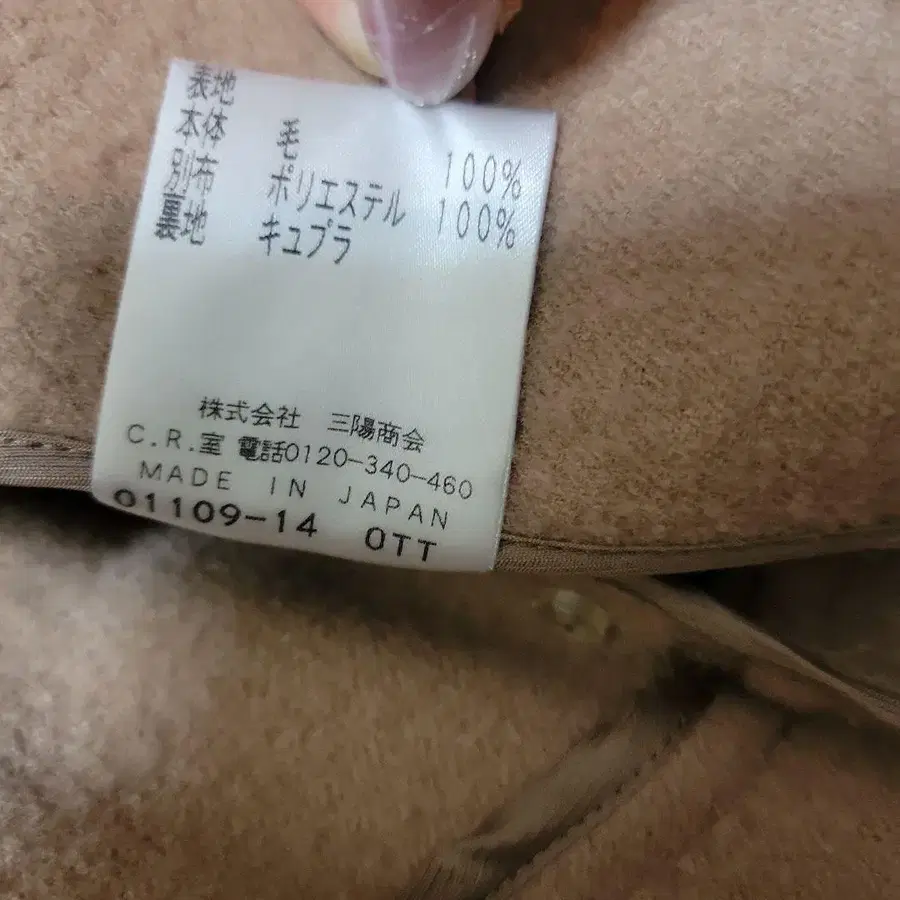 表地
本体 毛 100%
別布 ポリエステル 100%
裏地 キュプラ
株式会社 三陽商会
C.R.室 電話0120-340-460
MADE IN JAPAN
01109-14 OTT